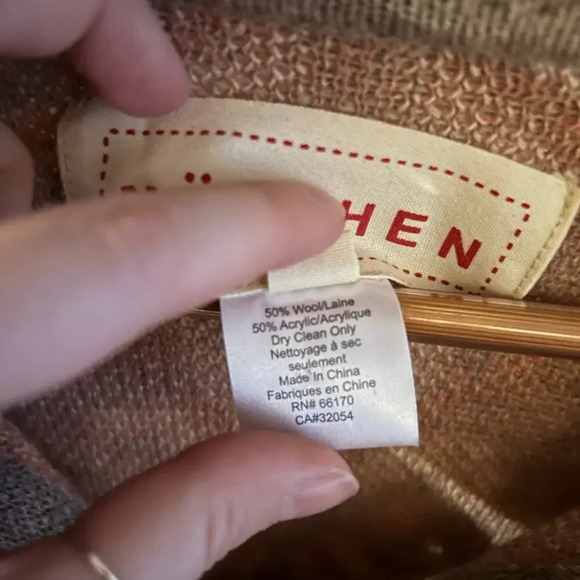 HEN
50% Wool/Laine
50% Acrylic/Acrylique
Dry Clean Only
Nettoyage à sec
seulement
Made In China
Fabriques en Chine
RN# 66170
CA#32054